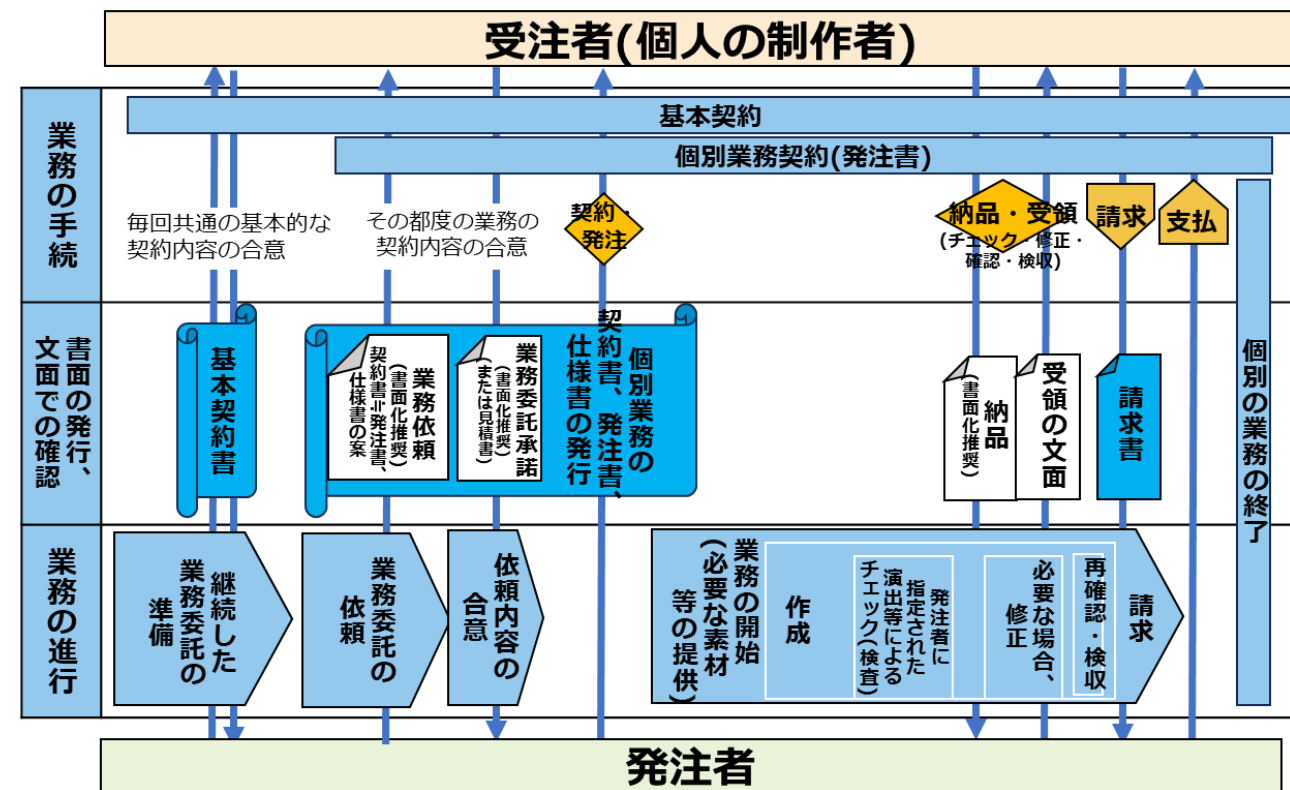 受注者(個人の制作者)
業務の手続
基本契約
個別業務契約(発注書)
毎回共通の基本的な
契約内容の合意
その都度の業務の
契約内容の合意
契約・
発注
納品・受領
(チェック・修正・
確認・検収)
請求
支払
書面の発行、
文面での確認
基本契約書
業務依頼
(書面化推奨)
契約書≒発注書、
仕様書の案
業務委託承諾
(書面化推奨)
(または見積書)
個別業務の
契約書、発注書、
仕様書の発行
納品
(書面化推奨)
受領の文面
請求書
個別の業務の終了
業務の進行
継続した
業務委託の
準備
業務委託の
依頼
依頼内容の
合意
業務の開始
(必要な素材
等の提供)
作成
発注者に
指定された
演出等による
チェック(検査)
必要な場合、
修正
再確認・検収
請求
発注者